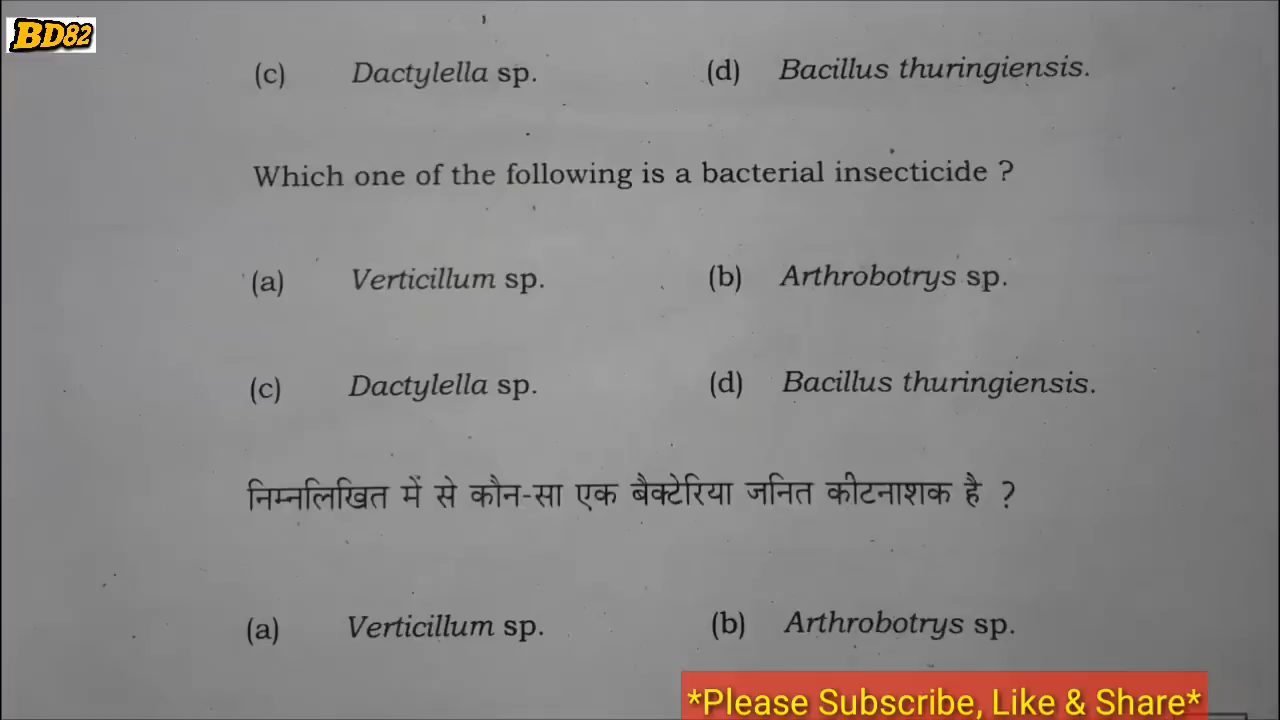 BD82
(c) Dactylella sp. (d) Bacillus thuringiensis.
Which one of the following is a bacterial insecticide ?
(a) Verticillum sp. (b) Arthrobotrys sp.
(c) Dactylella sp. (d) Bacillus thuringiensis.
निम्नलिखित में से कौन-सा एक बैक्टेरिया जनित कीटनाशक है ?
(a) Verticillum sp. (b) Arthrobotrys sp.
*Please Subscribe, Like & Share*